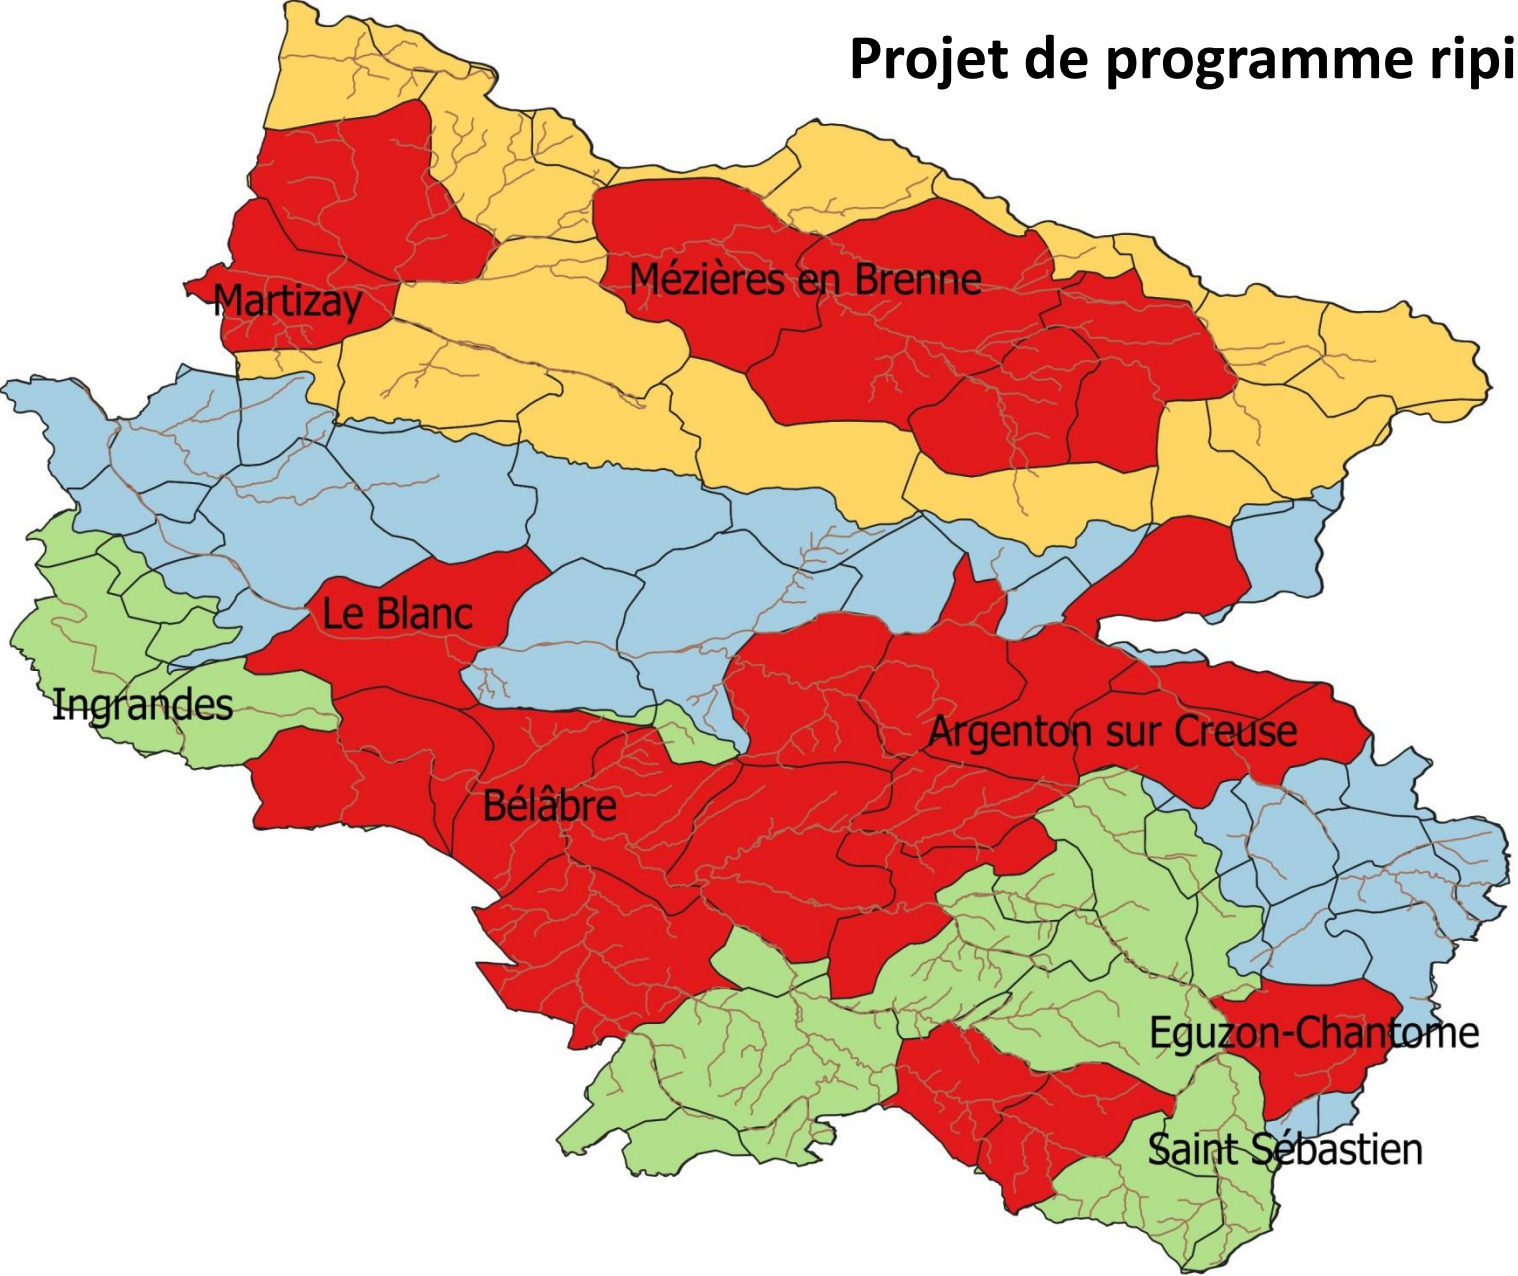 Projet de programme ripi
Mézières en Brenne
Martizay
Le Blanc
Ingrandes
Argenton sur Creuse
Bélâbre
Eguzon-Chantome
Saint Sébastien